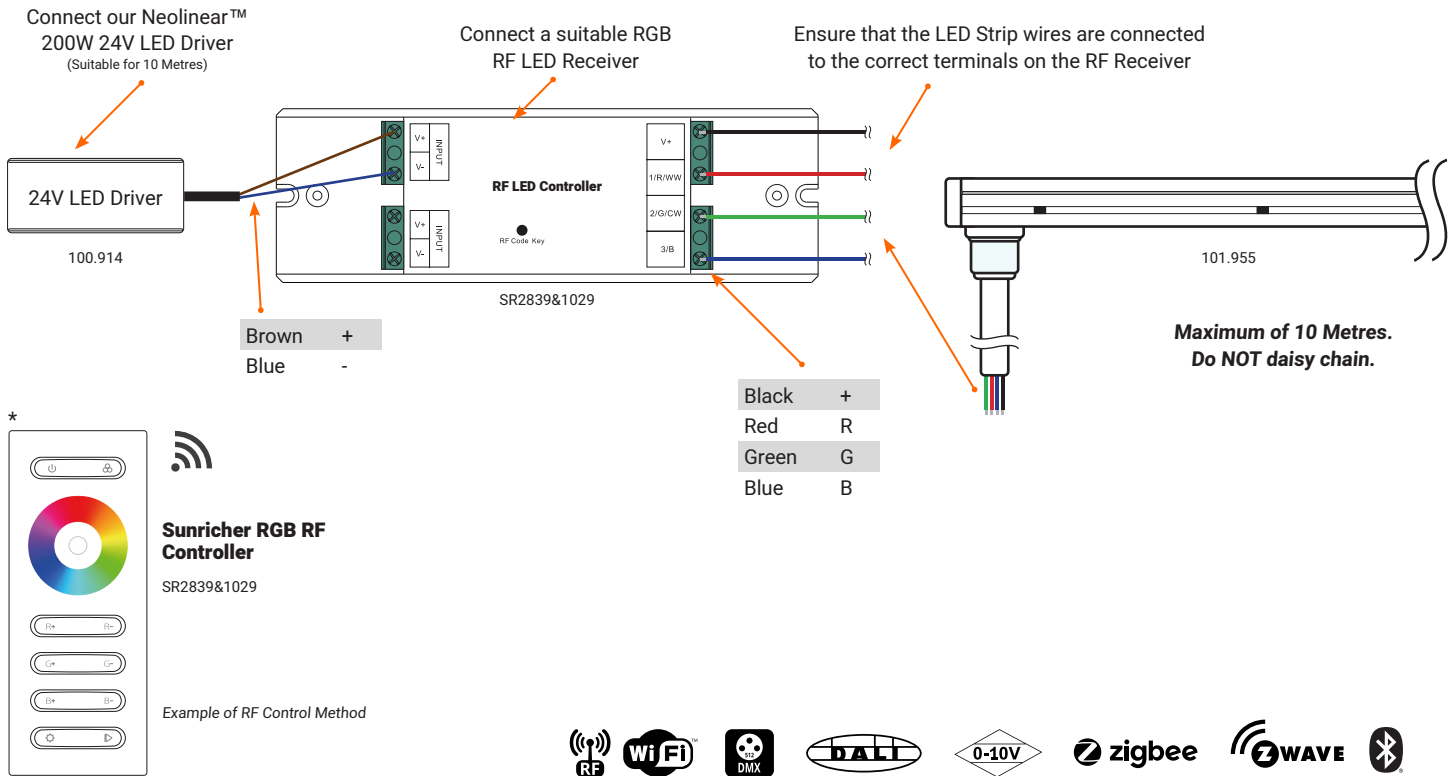 Connect our Neolinear™
200W 24V LED Driver
(Suitable for 10 Metres)
Connect a suitable RGB
RF LED Receiver
Ensure that the LED Strip wires are connected
to the correct terminals on the RF Receiver
24V LED Driver
100.914
V+
V-
INPUT
V+
V-
INPUT
RF LED Controller
RF Code Key
V+
1/R/WW
2/G/CW
3/B
SR2839&1029
101.955
Maximum of 10 Metres.
Do NOT daisy chain.
Brown +
Blue -
Black +
Red R
Green G
Blue B
*
Sunricher RGB RF
Controller
SR2839&1029
R+ R-
G+ G-
B+ B-
Example of RF Control Method
RF
WiFi™
512
DMX
DALI
0-10V
zigbee
Z WAVE